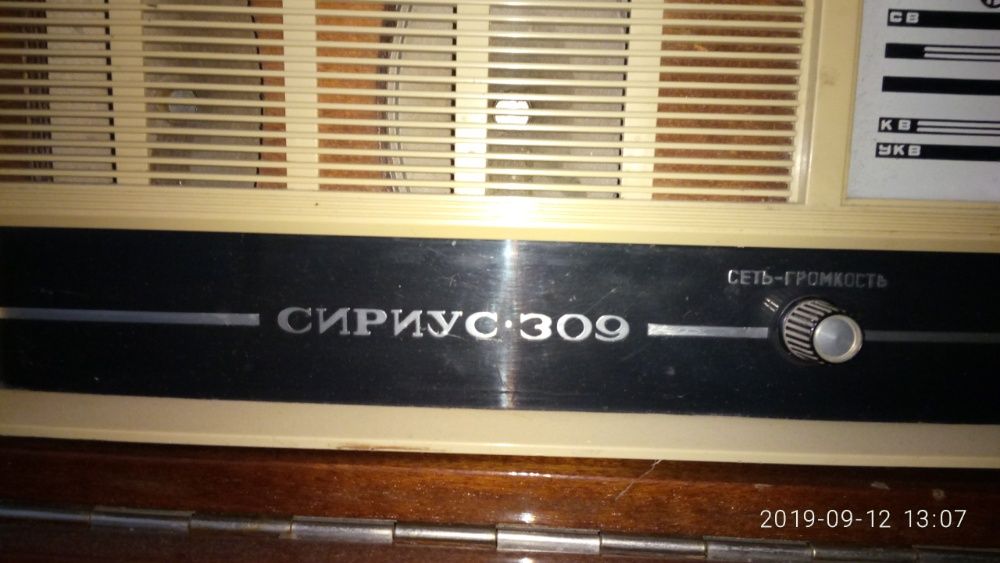 СВ
КВ
УКВ
СЕТЬ-ГРОМКОСТЬ
СИРИУС·309
2019-09-12 13:07